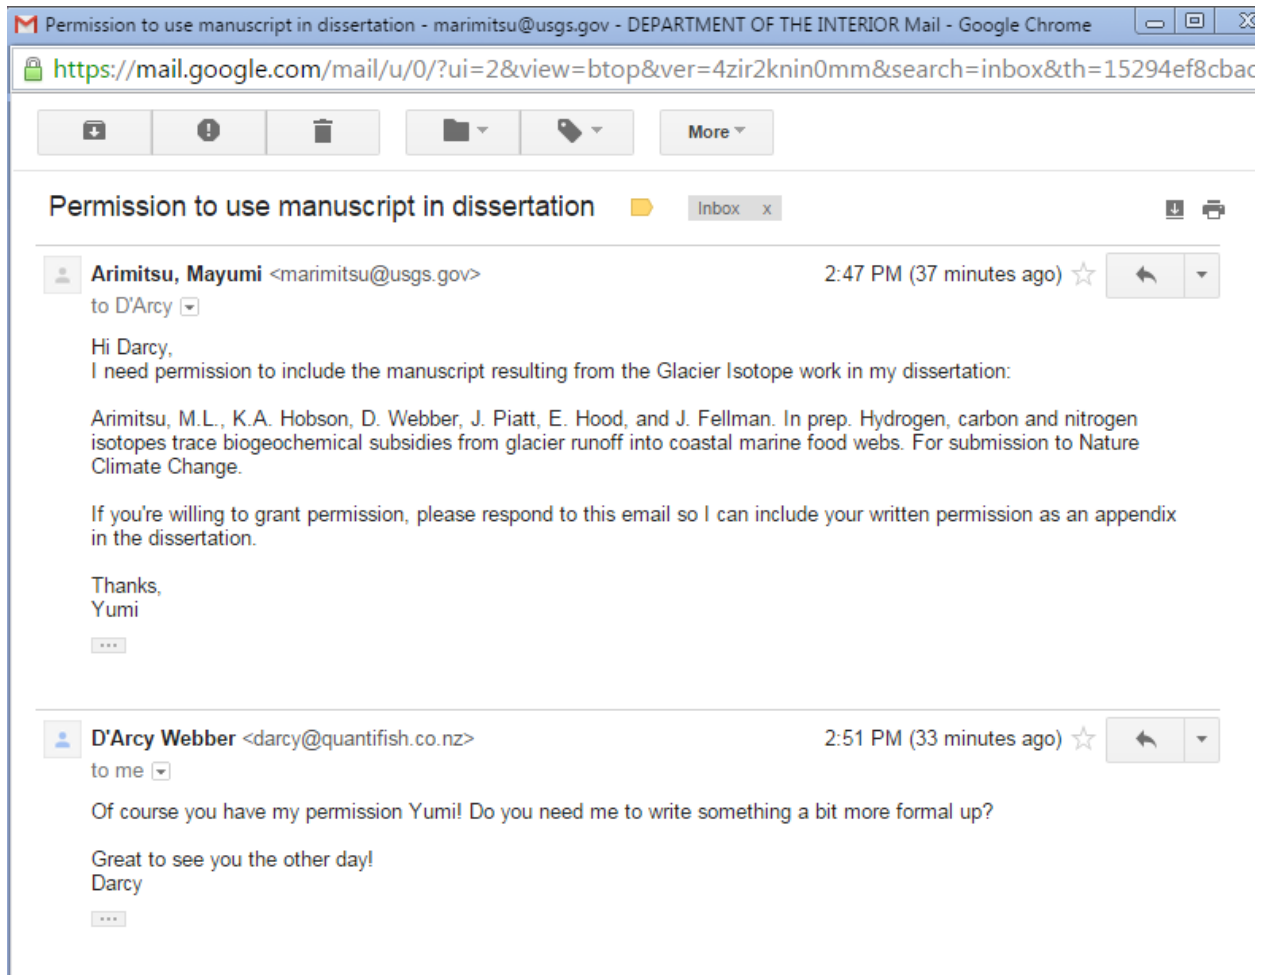 Permission to use manuscript in dissertation - marimitsu@usgs.gov - DEPARTMENT OF THE INTERIOR Mail - Google Chrome
https://mail.google.com/mail/u/0/?ui=2&view=btop&ver=4zir2knin0mm&search=inbox&th=15294ef8cbac
More
Permission to use manuscript in dissertation Inbox x
Arimitsu, Mayumi <marimitsu@usgs.gov> 2:47 PM (37 minutes ago)
to D'Arcy
Hi Darcy,
I need permission to include the manuscript resulting from the Glacier Isotope work in my dissertation:
Arimitsu, M.L., K.A. Hobson, D. Webber, J. Piatt, E. Hood, and J. Fellman. In prep. Hydrogen, carbon and nitrogen
isotopes trace biogeochemical subsidies from glacier runoff into coastal marine food webs. For submission to Nature
Climate Change.
If you're willing to grant permission, please respond to this email so I can include your written permission as an appendix
in the dissertation.
Thanks,
Yumi
D'Arcy Webber <darcy@quantifish.co.nz> 2:51 PM (33 minutes ago)
to me
Of course you have my permission Yumi! Do you need me to write something a bit more formal up?
Great to see you the other day!
Darcy